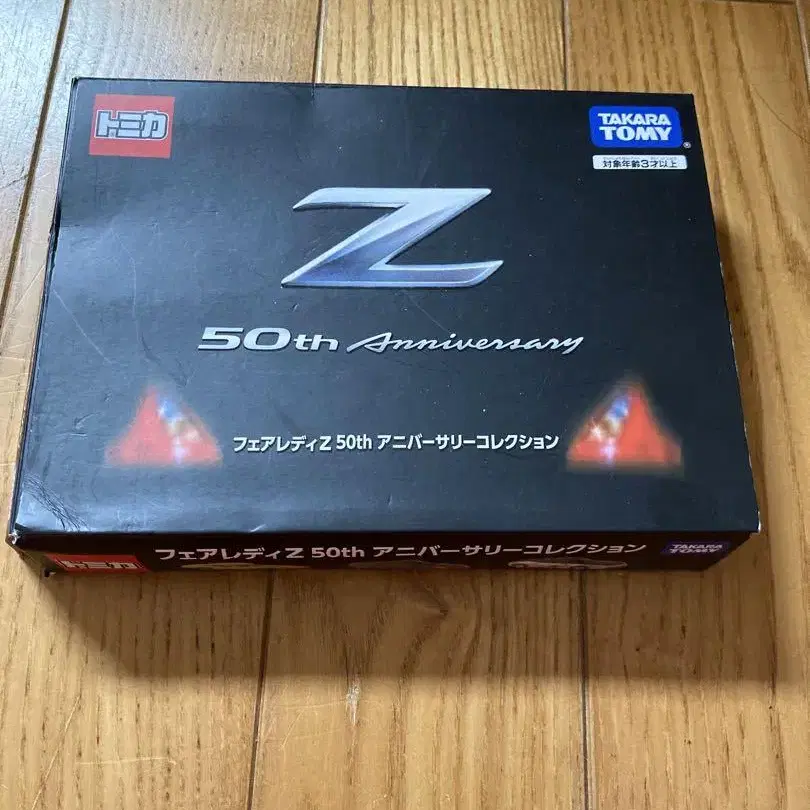 トミカ
TAKARA
TOMY
対象年齢3才以上
Z
50th Anniversary
フェアレディZ 50th アニバーサリーコレクション
トミカ
フェアレディZ 50th アニバーサリーコレクション
TAKARA
TOMY